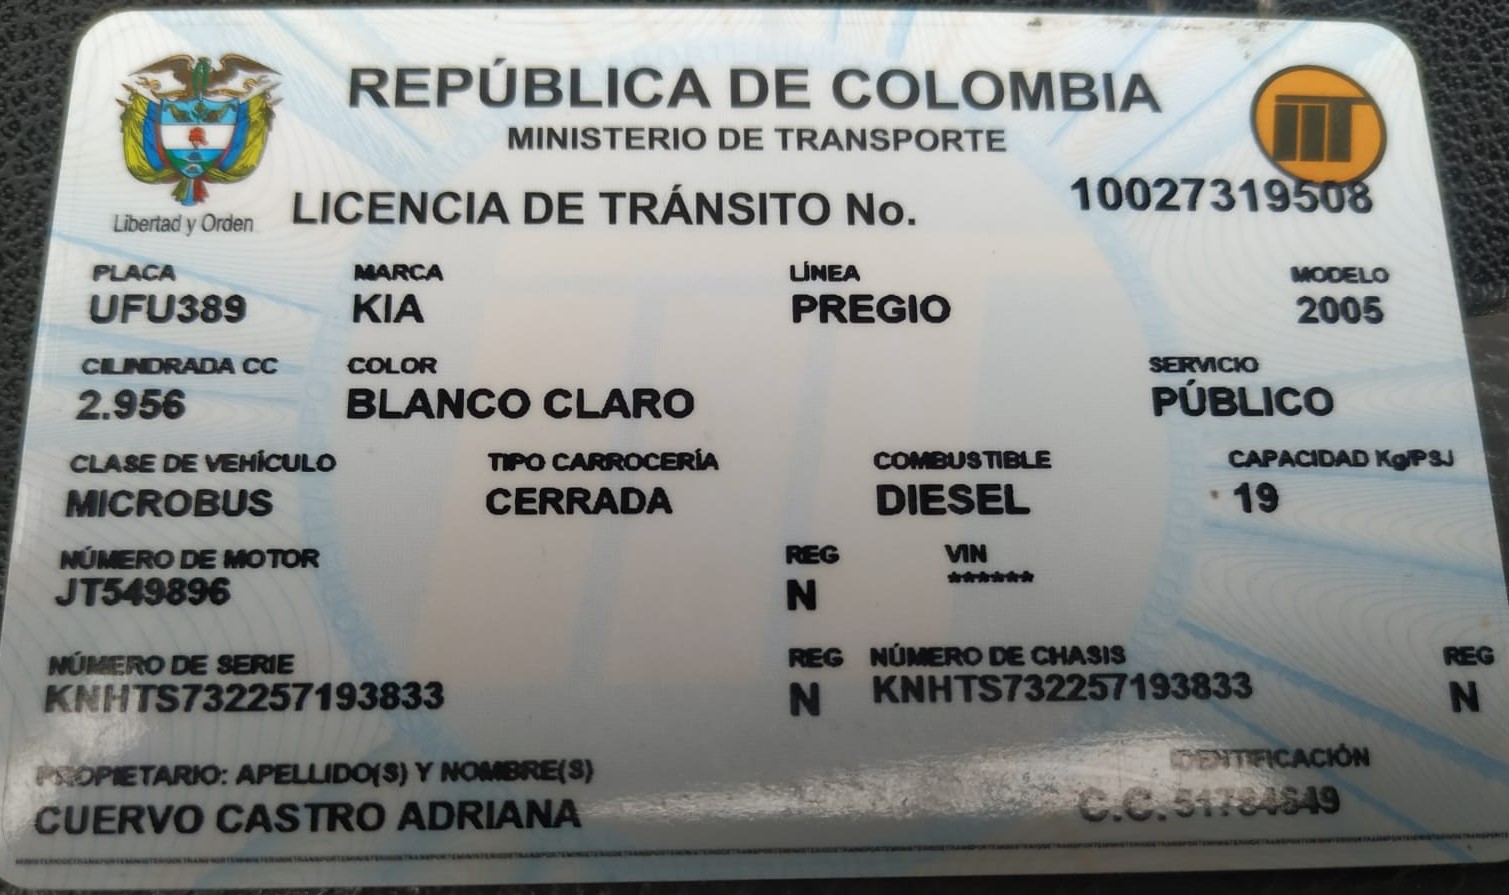 REPÚBLICA DE COLOMBIA
MINISTERIO DE TRANSPORTE
Libertad y Orden
LICENCIA DE TRÁNSITO No. 10027319508
PLACA MARCA LÍNEA MODELO
UFU389 KIA PREGIO 2005
CILINDRADA CC COLOR SERVICIO
2.956 BLANCO CLARO PÚBLICO
CLASE DE VEHÍCULO TIPO CARROCERÍA COMBUSTIBLE CAPACIDAD Kg/PSJ
MICROBUS CERRADA DIESEL 19
NÚMERO DE MOTOR REG VIN
JT549896 N ******
NÚMERO DE SERIE REG NÚMERO DE CHASIS REG
KNHTS732257193833 N KNHTS732257193833 N
PROPIETARIO: APELLIDO(S) Y NOMBRE(S) IDENTIFICACIÓN
CUERVO CASTRO ADRIANA C.C.